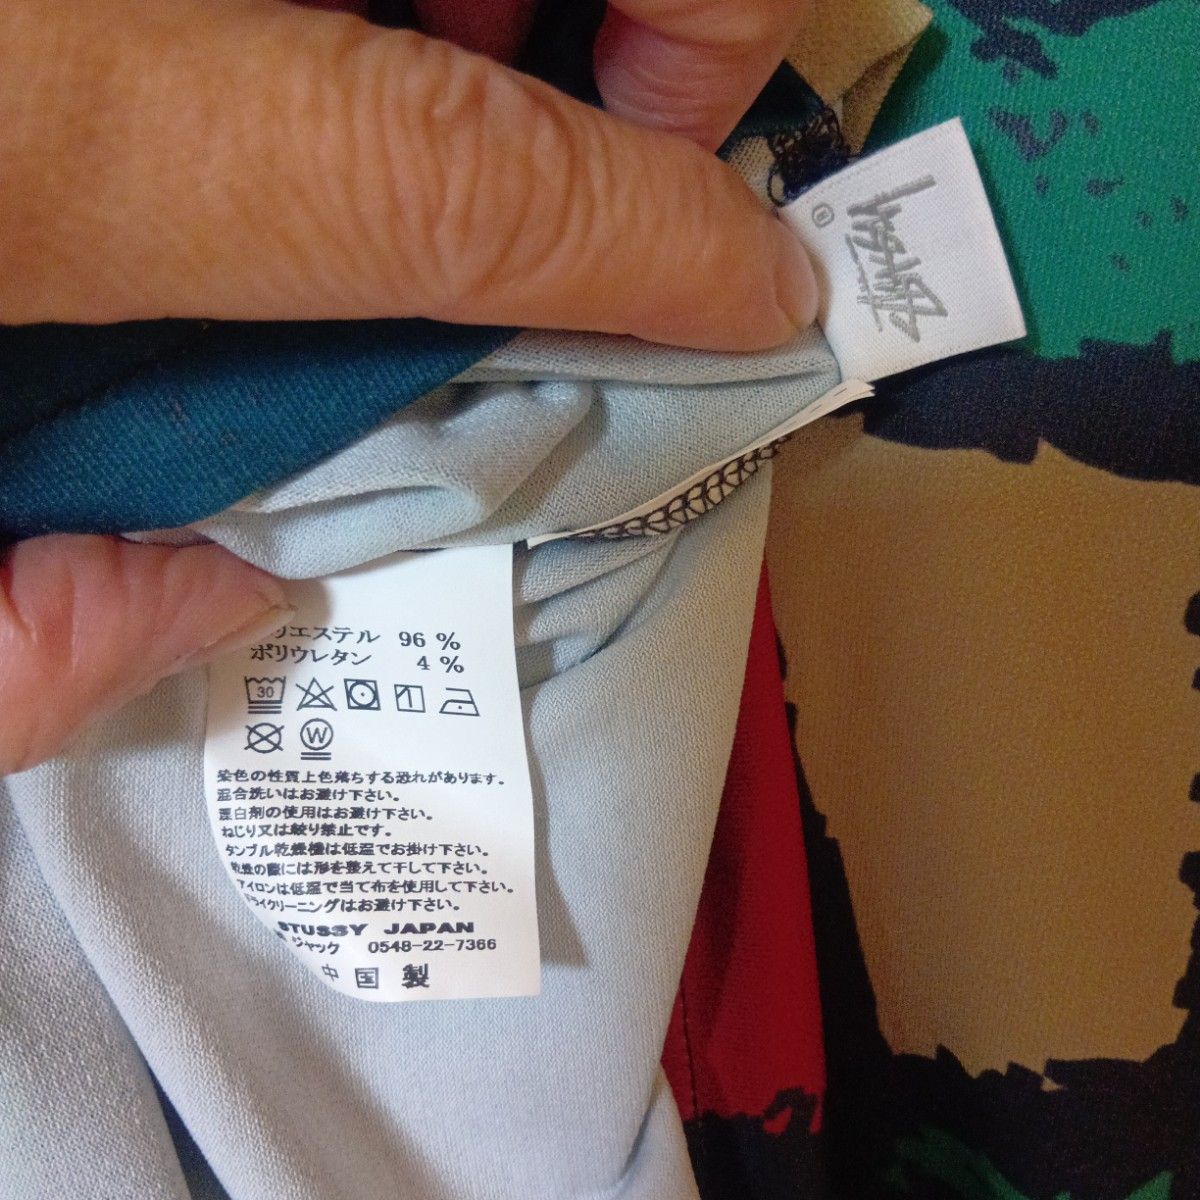 STÜSSY
®
リエステル 96%
ポリウレタン 4%
30
W
染色の性質上色落ちする恐れがあります。
混合洗いはお避け下さい。
漂白剤の使用はお避け下さい。
ねじり又は絞り禁止です。
タンブル乾燥機は低温でお掛け下さい。
乾燥の際には形を整えて干して下さい。
アイロンは低温で当て布を使用して下さい。
ドライクリーニングはお避け下さい。
STUSSY JAPAN
ジャック 0548-22-7366
中国製